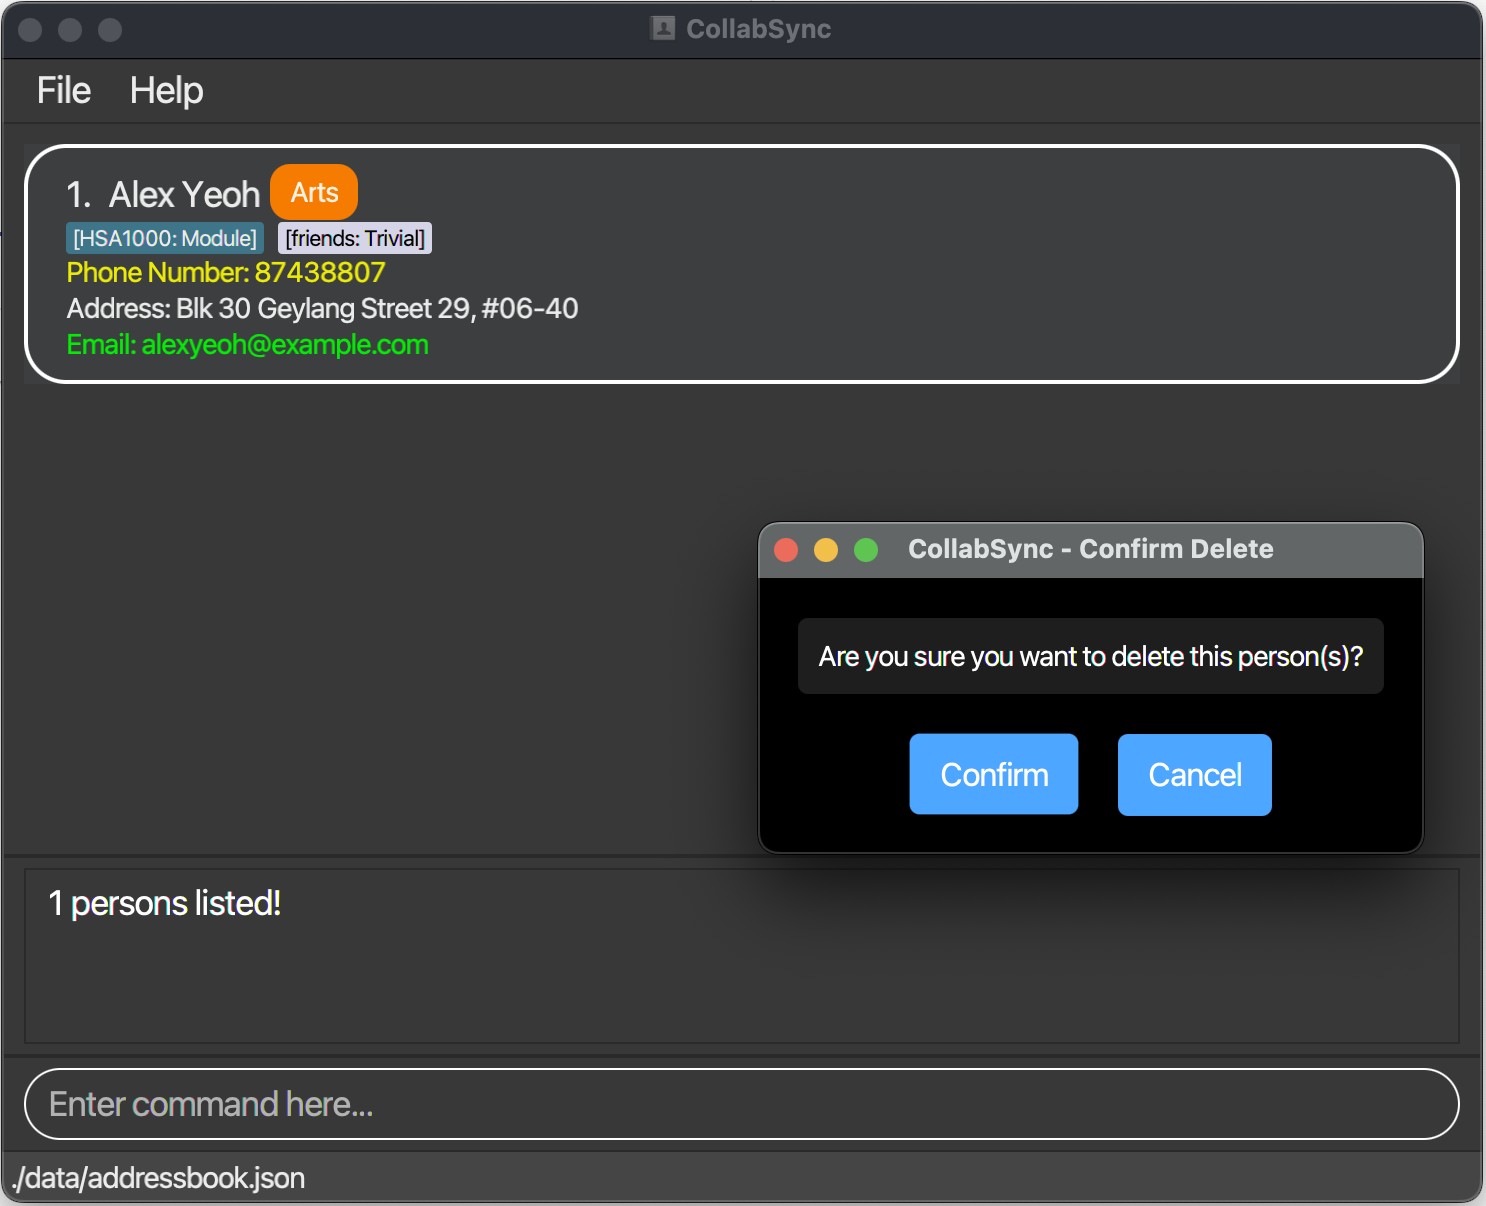 CollabSync
File Help
1. Alex Yeoh Arts
[HSA1000: Module] [friends: Trivial]
Phone Number: 87438807
Address: Blk 30 Geylang Street 29, #06-40
Email: alexyeoh@example.com
CollabSync - Confirm Delete
Are you sure you want to delete this person(s)?
Confirm Cancel
1 persons listed!
Enter command here...
./data/addressbook.json